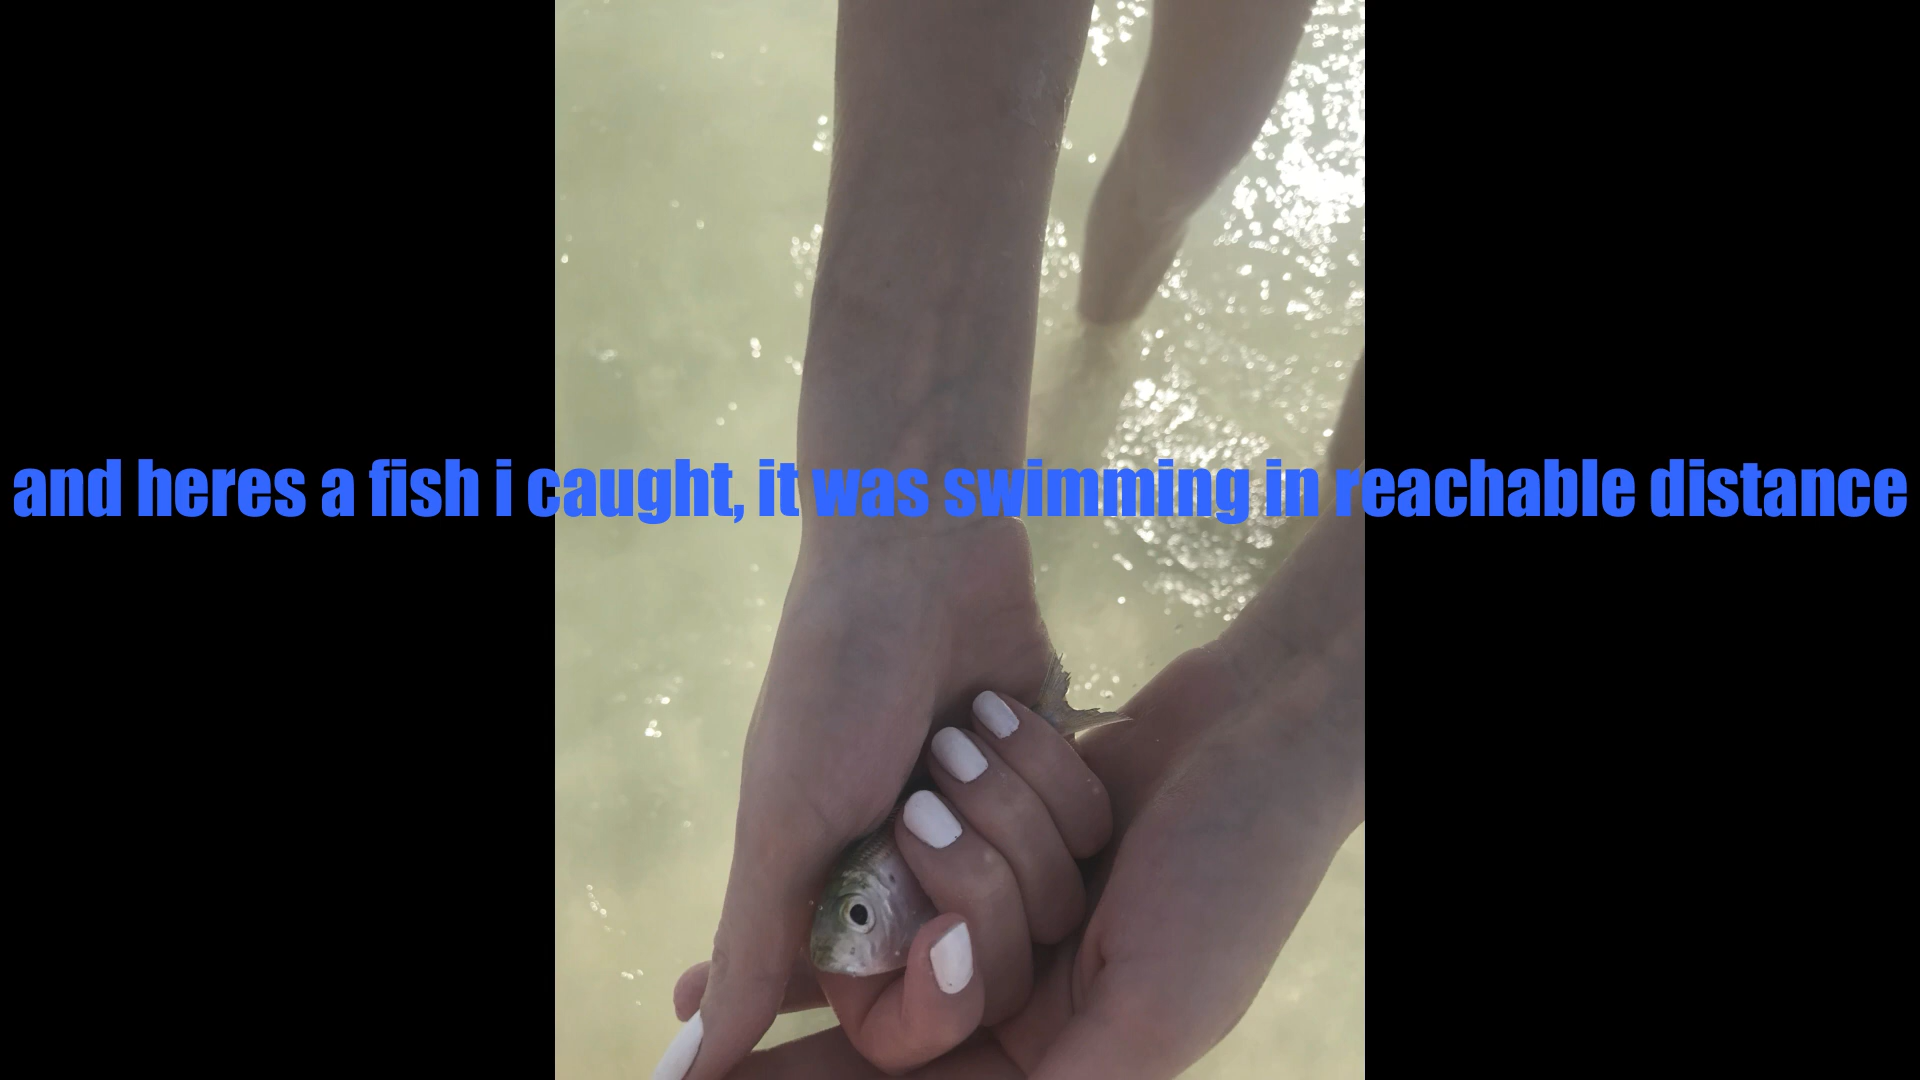 and heres a fish i caught, it was swimming in reachable distance